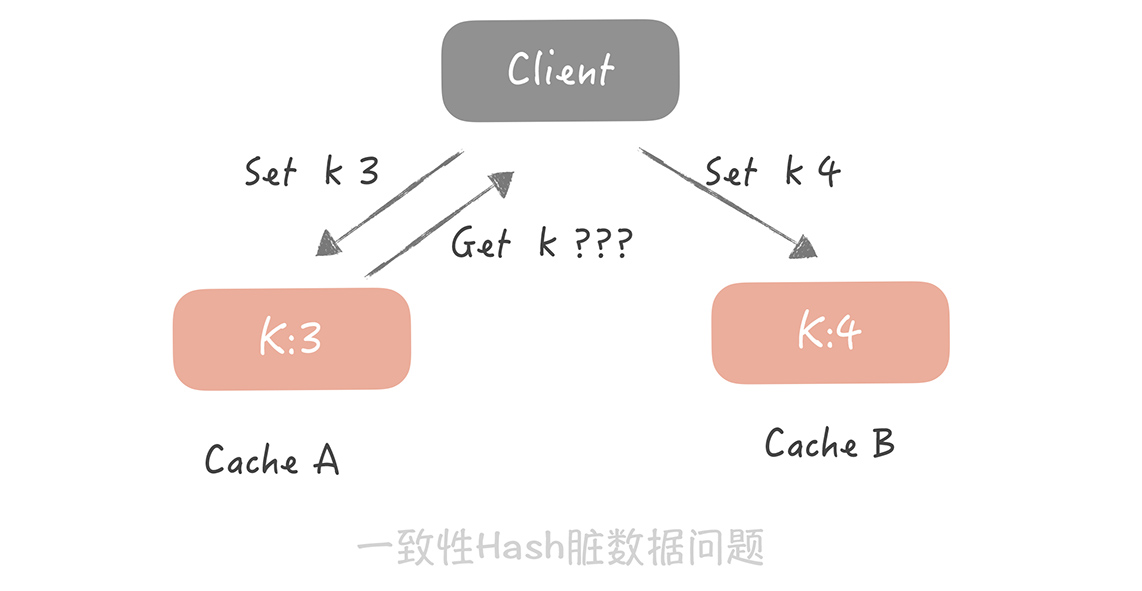 Client
Set k 3
Set k 4
Get k ???
K:3
K:4
Cache A
Cache B
一致性Hash脏数据问题